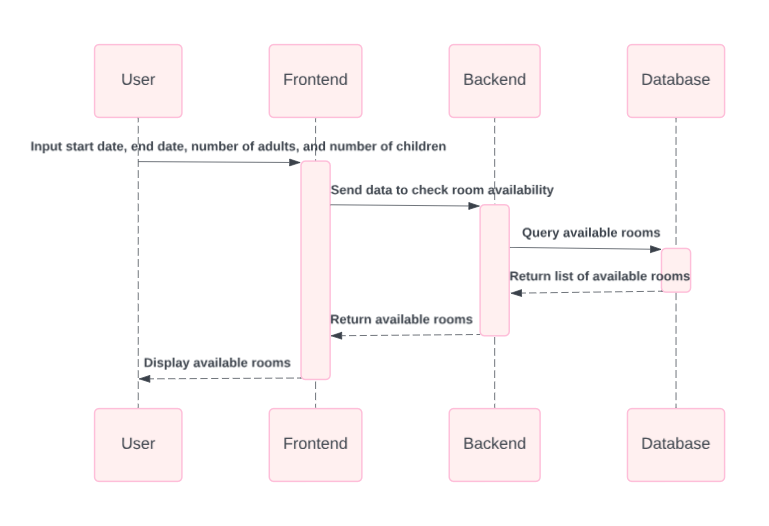 User
Frontend
Backend
Database
Input start date, end date, number of adults, and number of children
Send data to check room availability
Query available rooms
Return list of available rooms
Return available rooms
Display available rooms
User
Frontend
Backend
Database